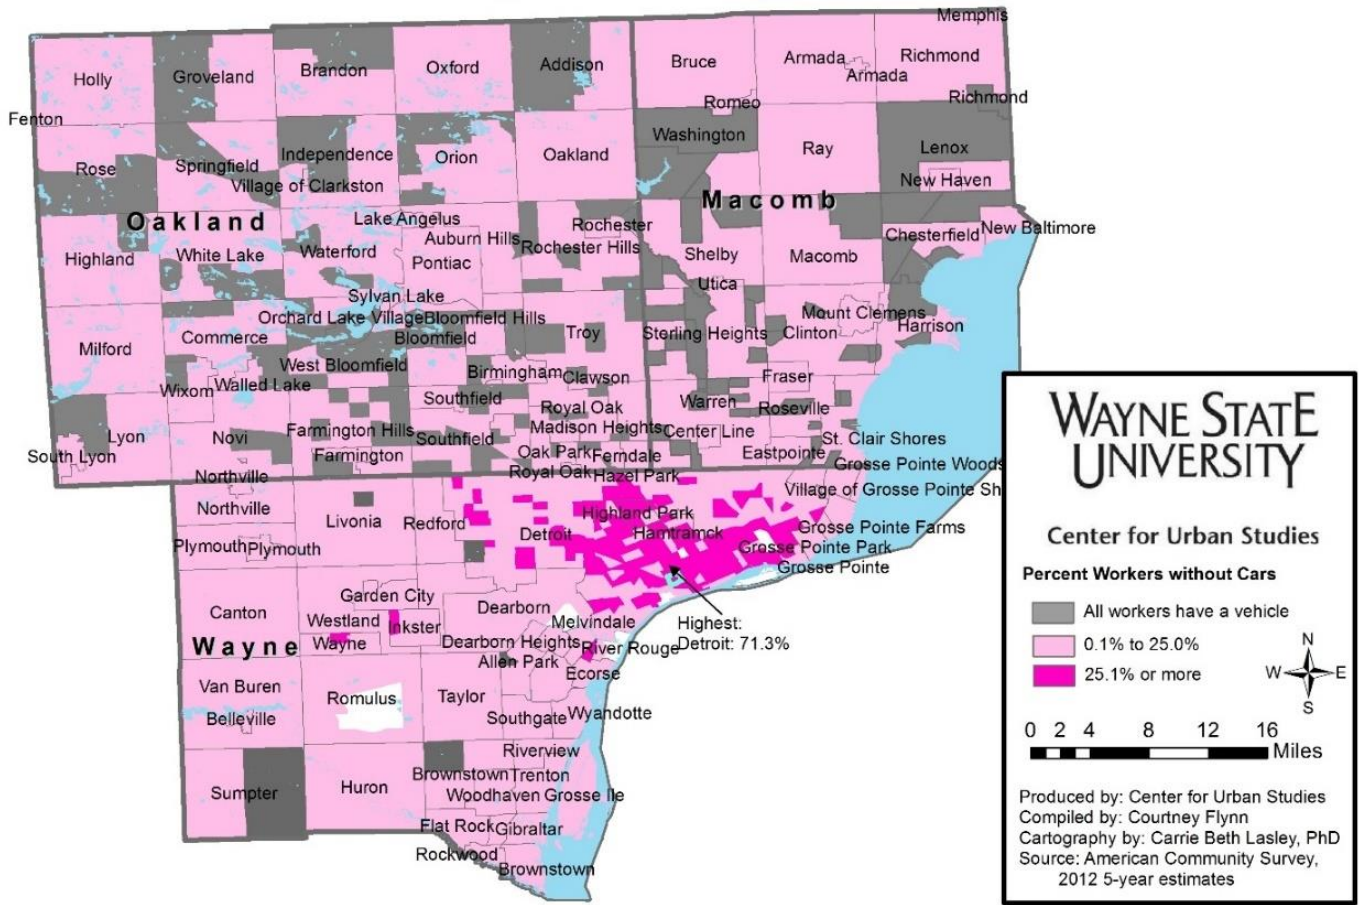 Memphis
Holly
Groveland
Brandon
Oxford
Addison
Bruce
Armada
Armada
Richmond
Richmond
Romeo
Fenton
Rose
Springfield
Independence
Village of Clarkston
Orion
Oakland
Washington
Ray
Lenox
New Haven
Oakland
Macomb
Lake Angelus
Auburn Hills
Rochester
Rochester Hills
Chesterfield
New Baltimore
Highland
White Lake
Waterford
Pontiac
Shelby
Macomb
Utica
Sylvan Lake
Orchard Lake Village
Bloomfield Hills
Mount Clemens
Harrison
Milford
Commerce
Bloomfield
Troy
Sterling Heights
Clinton
West Bloomfield
Birmingham
Clawson
Fraser
Wixom
Walled Lake
Southfield
Royal Oak
Warren
Roseville
Lyon
Novi
Farmington Hills
Southfield
Madison Heights
Center Line
St. Clair Shores
South Lyon
Farmington
Oak Park
Ferndale
Eastpointe
Grosse Pointe Woods
Northville
Royal Oak
Hazel Park
Village of Grosse Pointe Sh
Northville
Livonia
Redford
Highland Park
Detroit
Hamtramck
Grosse Pointe Farms
Plymouth
Plymouth
Grosse Pointe Park
Grosse Pointe
Canton
Garden City
Westland
Inkster
Dearborn
Melvindale
Highest:
Detroit: 71.3%
Wayne
Wayne
Dearborn Heights
River Rouge
Allen Park
Ecorse
Van Buren
Romulus
Taylor
Belleville
Southgate
Wyandotte
Riverview
Sumpter
Huron
Brownstown
Trenton
Woodhaven
Grosse Ile
Flat Rock
Gibraltar
Rockwood
Brownstown
WAYNE STATE
UNIVERSITY
Center for Urban Studies
Percent Workers without Cars
All workers have a vehicle
0.1% to 25.0%
25.1% or more
N
W E
S
0 2 4 8 12 16
Miles
Produced by: Center for Urban Studies
Compiled by: Courtney Flynn
Cartography by: Carrie Beth Lasley, PhD
Source: American Community Survey,
2012 5-year estimates